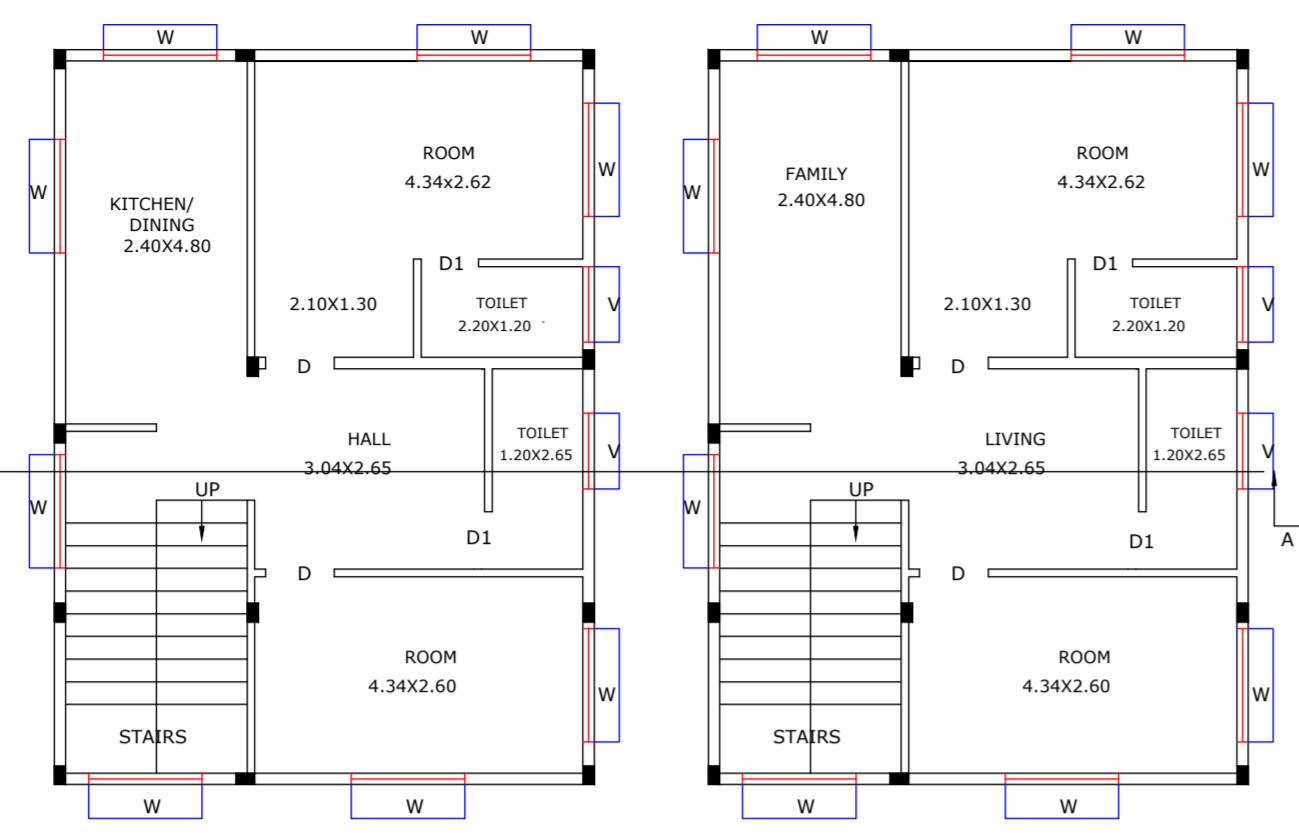 W
W
W
W
ROOM
4.34x2.62
W
KITCHEN/
DINING
2.40X4.80
D1
2.10X1.30
TOILET
2.20X1.20
V
D
HALL
3.04X2.65
TOILET
1.20X2.65
V
UP
W
D1
D
ROOM
4.34X2.60
W
STAIRS
W
W
W
W
ROOM
4.34X2.62
W
FAMILY
2.40X4.80
W
D1
2.10X1.30
TOILET
2.20X1.20
V
D
LIVING
3.04X2.65
TOILET
1.20X2.65
V
UP
W
D1
A
D
ROOM
4.34X2.60
W
STAIRS
W
W